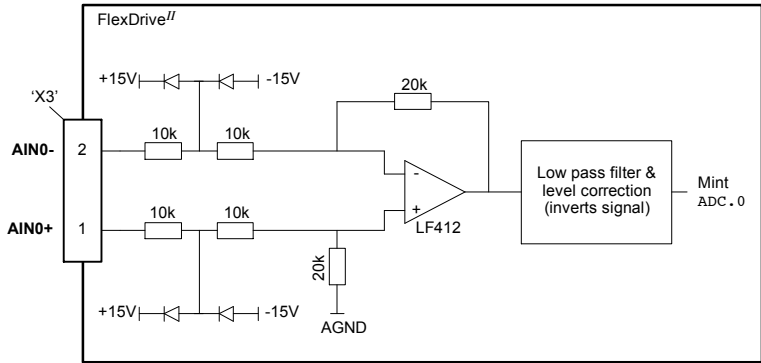 FlexDrive II
+15V
-15V
20k
'X3'
10k
10k
AIN0-
2
-
Low pass filter &
level correction
(inverts signal)
Mint
ADC.0
10k
10k
AIN0+
1
+
LF412
20k
+15V
-15V
AGND